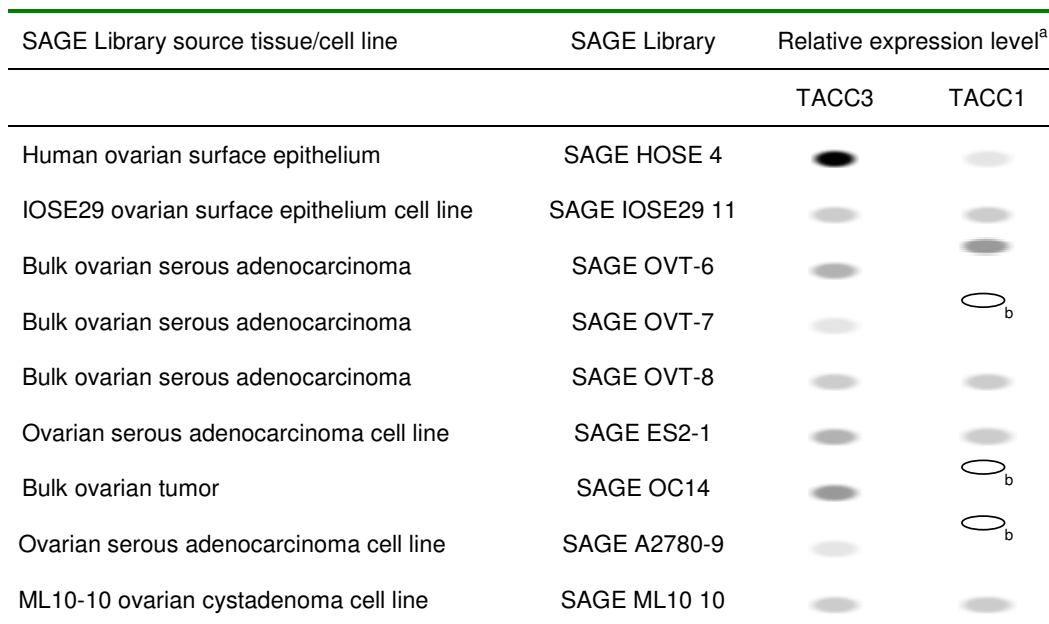 SAGE Library source tissue/cell line SAGE Library Relative expression levelᵃ
TACC3 TACC1
Human ovarian surface epithelium SAGE HOSE 4
IOSE29 ovarian surface epithelium cell line SAGE IOSE29 11
Bulk ovarian serous adenocarcinoma SAGE OVT-6
Bulk ovarian serous adenocarcinoma SAGE OVT-7 b
Bulk ovarian serous adenocarcinoma SAGE OVT-8
Ovarian serous adenocarcinoma cell line SAGE ES2-1
Bulk ovarian tumor SAGE OC14 b
Ovarian serous adenocarcinoma cell line SAGE A2780-9 b
ML10-10 ovarian cystadenoma cell line SAGE ML10 10